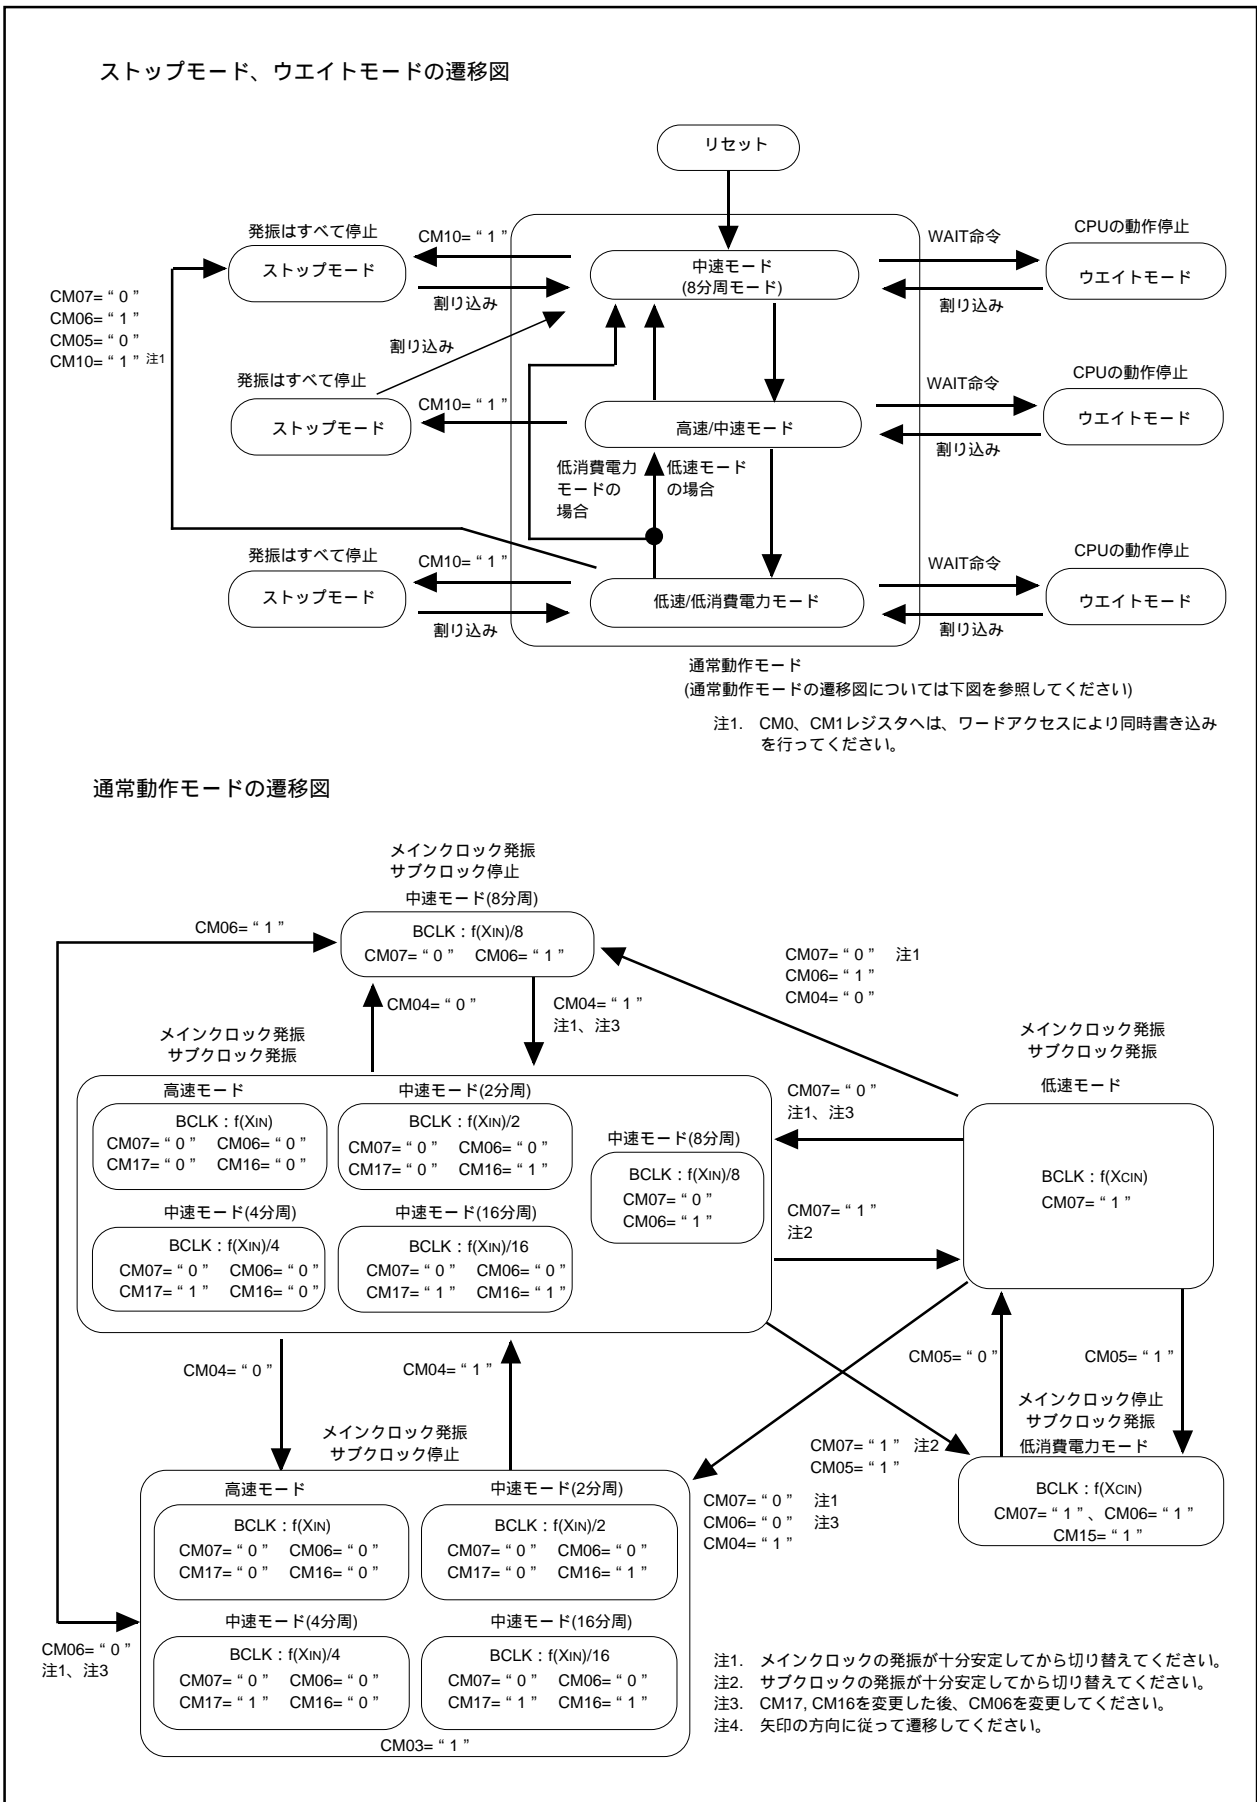 ストップモード、ウエイトモードの遷移図
リセット
発振はすべて停止
CM10= “ 1 ”
WAIT命令
CPUの動作停止
ストップモード
中速モード
(8分周モード)
ウエイトモード
割り込み
割り込み
CM07= “ 0 ”
CM06= “ 1 ”
CM05= “ 0 ”
CM10= “ 1 ” 注1
割り込み
発振はすべて停止
CM10= “ 1 ”
WAIT命令
CPUの動作停止
ストップモード
高速/中速モード
ウエイトモード
割り込み
低消費電力
モードの
場合
低速モード
の場合
発振はすべて停止
CM10= “ 1 ”
WAIT命令
CPUの動作停止
ストップモード
低速/低消費電力モード
ウエイトモード
割り込み
割り込み
通常動作モード
(通常動作モードの遷移図については下図を参照してください)
注1. CM0、CM1レジスタへは、ワードアクセスにより同時書き込み
を行ってください。
通常動作モードの遷移図
メインクロック発振
サブクロック停止
中速モード(8分周)
CM06= “ 1 ”
BCLK : f(XIN)/8
CM07= “ 0 ” CM06= “ 1 ”
CM07= “ 0 ” 注1
CM06= “ 1 ”
CM04= “ 0 ”
CM04= “ 0 ”
CM04= “ 1 ”
注1、注3
メインクロック発振
サブクロック発振
メインクロック発振
サブクロック発振
低速モード
高速モード
BCLK : f(XIN)
CM07= “ 0 ” CM06= “ 0 ”
CM17= “ 0 ” CM16= “ 0 ”
中速モード(2分周)
BCLK : f(XIN)/2
CM07= “ 0 ” CM06= “ 0 ”
CM17= “ 0 ” CM16= “ 1 ”
中速モード(8分周)
BCLK : f(XIN)/8
CM07= “ 0 ”
CM06= “ 1 ”
CM07= “ 0 ”
注1、注3
BCLK : f(XCIN)
CM07= “ 1 ”
CM07= “ 1 ”
注2
中速モード(4分周)
BCLK : f(XIN)/4
CM07= “ 0 ” CM06= “ 0 ”
CM17= “ 1 ” CM16= “ 0 ”
中速モード(16分周)
BCLK : f(XIN)/16
CM07= “ 0 ” CM06= “ 0 ”
CM17= “ 1 ” CM16= “ 1 ”
CM04= “ 0 ”
CM04= “ 1 ”
CM05= “ 0 ”
CM05= “ 1 ”
メインクロック発振
サブクロック停止
メインクロック停止
サブクロック発振
低消費電力モード
CM07= “ 1 ” 注2
CM05= “ 1 ”
BCLK : f(XCIN)
CM07= “ 1 ” 、CM06= “ 1 ”
CM15= “ 1 ”
CM07= “ 0 ” 注1
CM06= “ 0 ” 注3
CM04= “ 1 ”
高速モード
BCLK : f(XIN)
CM07= “ 0 ” CM06= “ 0 ”
CM17= “ 0 ” CM16= “ 0 ”
中速モード(2分周)
BCLK : f(XIN)/2
CM07= “ 0 ” CM06= “ 0 ”
CM17= “ 0 ” CM16= “ 1 ”
中速モード(4分周)
BCLK : f(XIN)/4
CM07= “ 0 ” CM06= “ 0 ”
CM17= “ 1 ” CM16= “ 0 ”
中速モード(16分周)
BCLK : f(XIN)/16
CM07= “ 0 ” CM06= “ 0 ”
CM17= “ 1 ” CM16= “ 1 ”
CM06= “ 0 ”
注1、注3
CM03= “ 1 ”
注1. メインクロックの発振が十分安定してから切り替えてください。
注2. サブクロックの発振が十分安定してから切り替えてください。
注3. CM17, CM16を変更した後、CM06を変更してください。
注4. 矢印の方向に従って遷移してください。